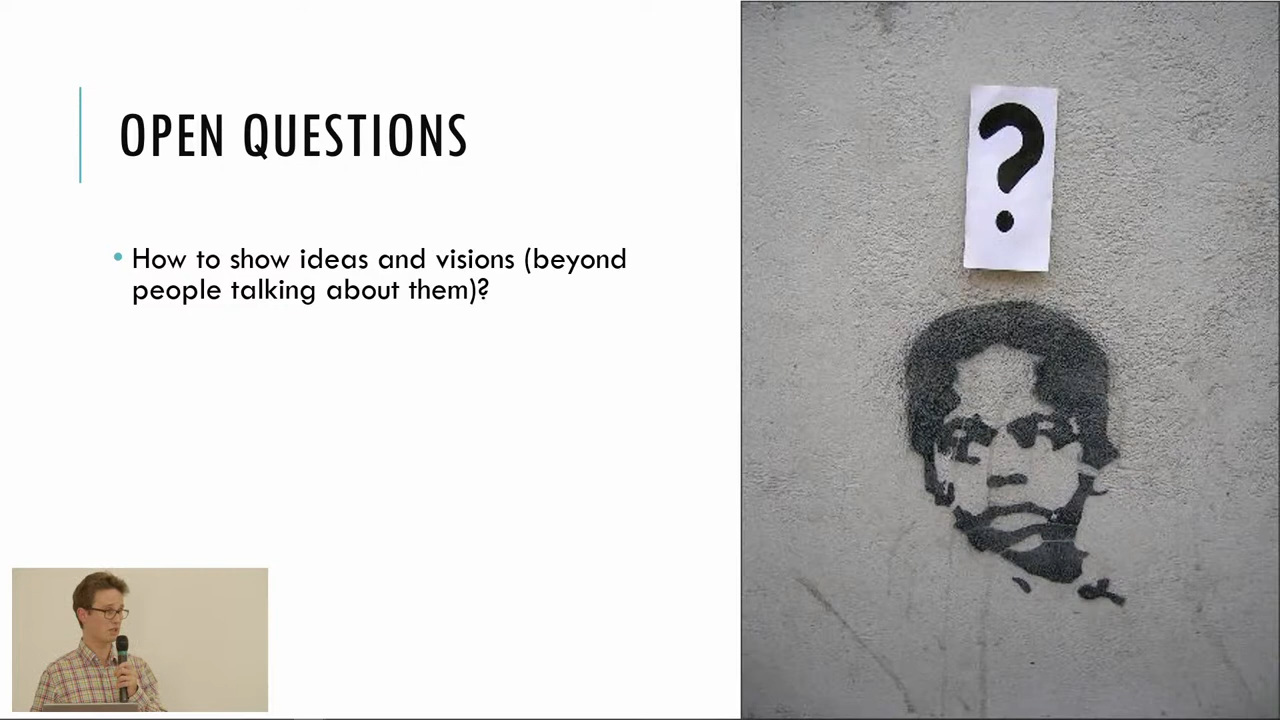 OPEN QUESTIONS
• How to show ideas and visions (beyond
people talking about them)?
?